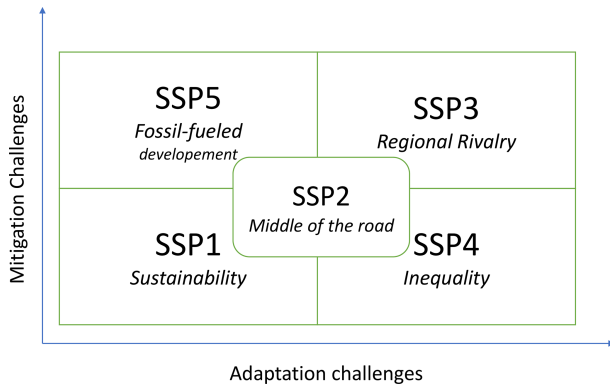 Mitigation Challenges
SSP5
Fossil-fueled
developement
SSP3
Regional Rivalry
SSP2
Middle of the road
SSP1
Sustainability
SSP4
Inequality
Adaptation challenges